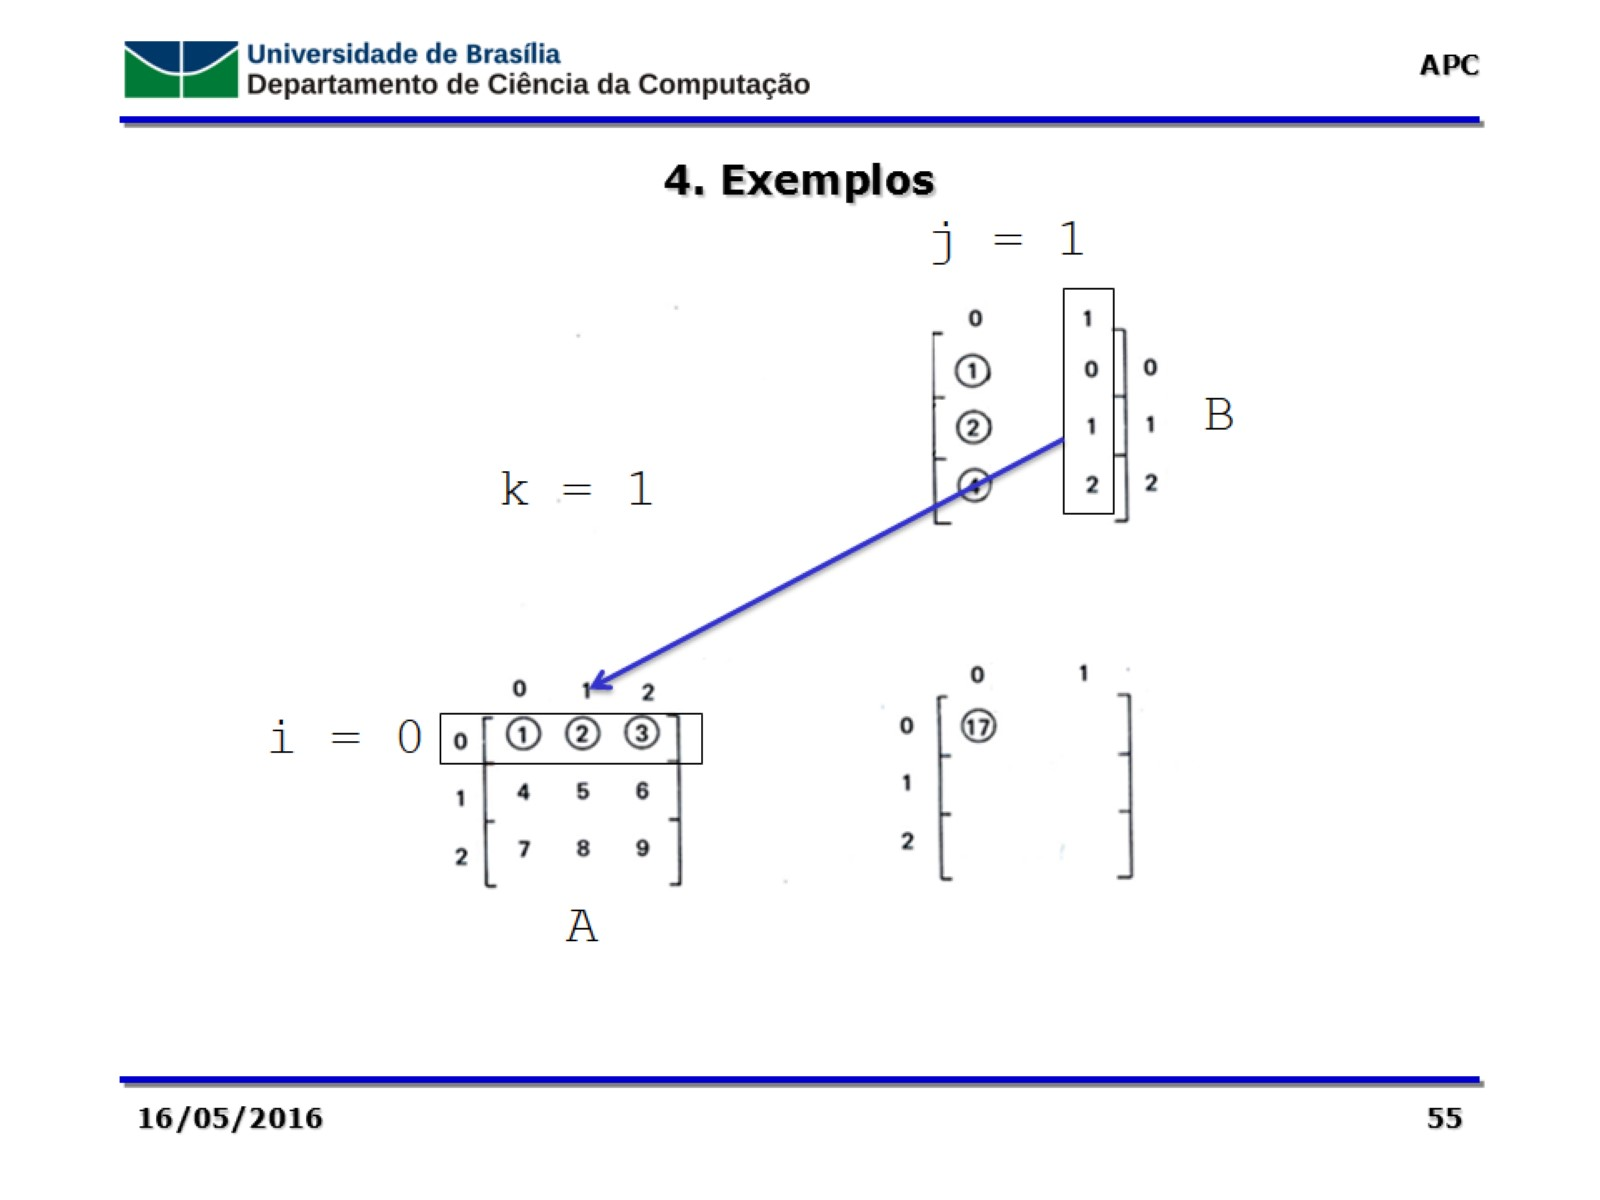 Universidade de Brasília
Departamento de Ciência da Computação
APC
4. Exemplos
j = 1
0 1
1 0 0
2 1 1
B
4 2 2
k = 1
0 1 2
i = 0
0 1 2 3
1 4 5 6
2 7 8 9
A
0 1
0 17
1
2
16/05/2016
55